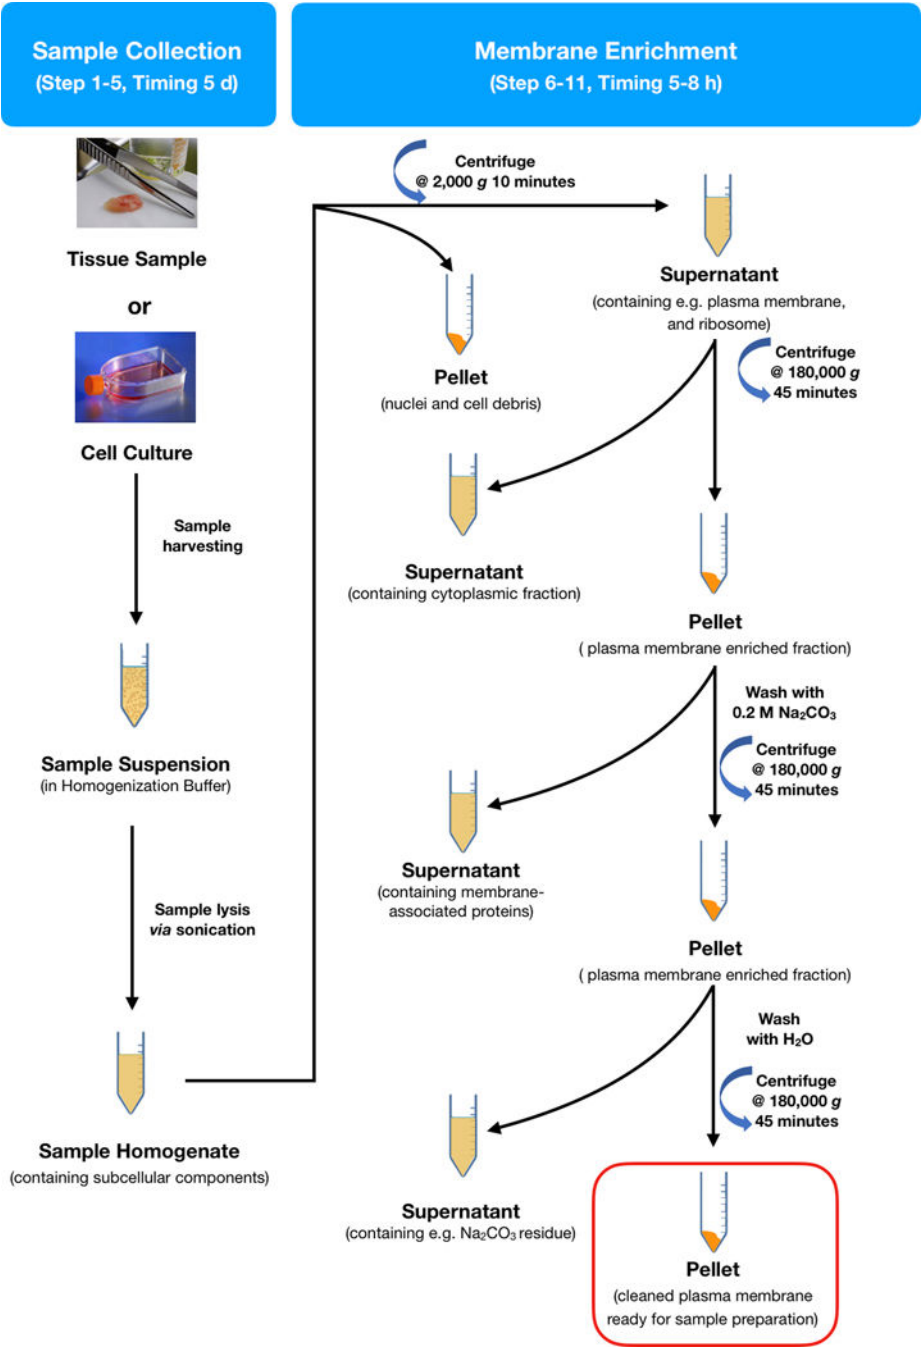 Sample Collection
(Step 1-5, Timing 5 d)
Membrane Enrichment
(Step 6-11, Timing 5-8 h)
Tissue Sample
or
Cell Culture
Sample
harvesting
Sample Suspension
(in Homogenization Buffer)
Sample lysis
via sonication
Sample Homogenate
(containing subcellular components)
Centrifuge
@ 2,000 g 10 minutes
Pellet
(nuclei and cell debris)
Supernatant
(containing e.g. plasma membrane,
and ribosome)
Centrifuge
@ 180,000 g
45 minutes
Supernatant
(containing cytoplasmic fraction)
Pellet
( plasma membrane enriched fraction)
Wash with
0.2 M Na₂CO₃
Centrifuge
@ 180,000 g
45 minutes
Supernatant
(containing membrane-
associated proteins)
Pellet
( plasma membrane enriched fraction)
Wash
with H₂O
Centrifuge
@ 180,000 g
45 minutes
Supernatant
(containing e.g. Na₂CO₃ residue)
Pellet
(cleaned plasma membrane
ready for sample preparation)